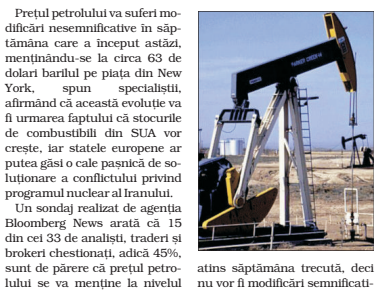 Prețul petrolului va suferi mo-
dificări nesemnificative în săp-
tămâna care a început astăzi,
menținându-se la circa 63 de
dolari barilul pe piața din New
York, spun specialiștii,
afirmând că această evoluție va
fi urmarea faptului că stocurile
de combustibili din SUA vor
crește, iar statele europene ar
putea găsi o cale pașnică de so-
luționare a conflictului privind
programul nuclear al Iranului.
Un sondaj realizat de agenția
Bloomberg News arată că 15
din cei 33 de analiști, traderi și
brokeri chestionați, adică 45%,
sunt de părere că prețul petro-
lului se va menține la nivelul
atins săptămâna trecută, deci
nu vor fi modificări semnificati-